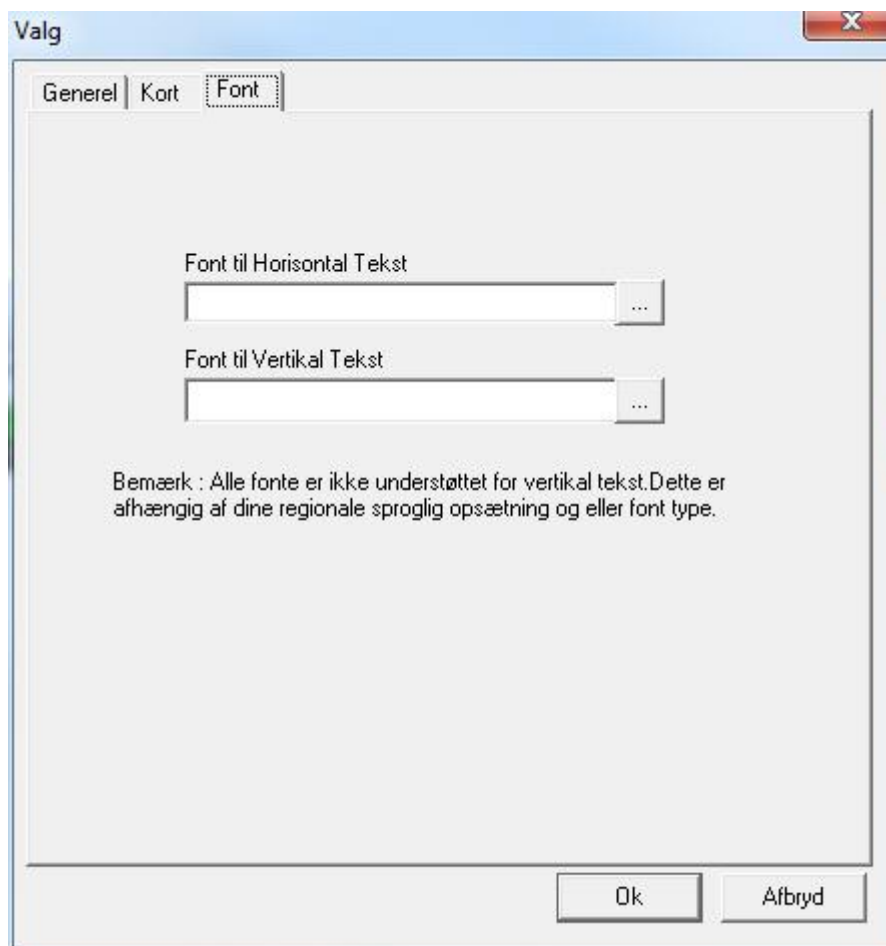 Valg
Generel Kort Font
Font til Horisontal Tekst
...
Font til Vertikal Tekst
...
Bemærk : Alle fonte er ikke understøttet for vertikal tekst.Dette er
afhængig af dine regionale sproglig opsætning og eller font type.
Ok Afbryd